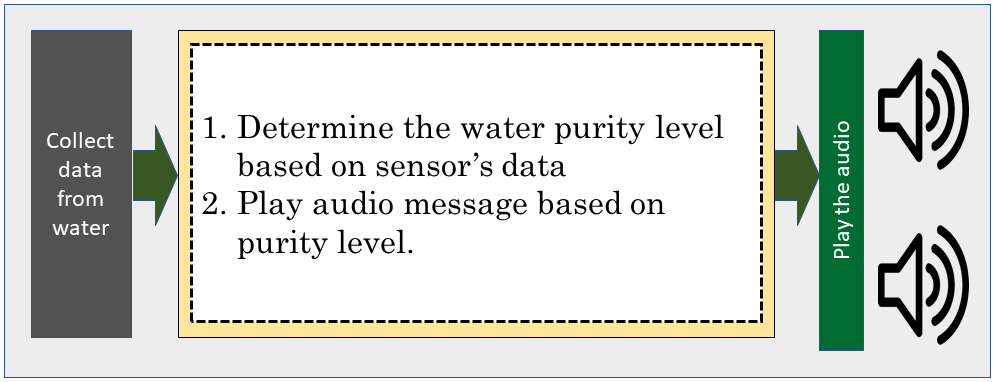 Collect
data
from
water
1. Determine the water purity level
based on sensor’s data
2. Play audio message based on
purity level.
Play the audio